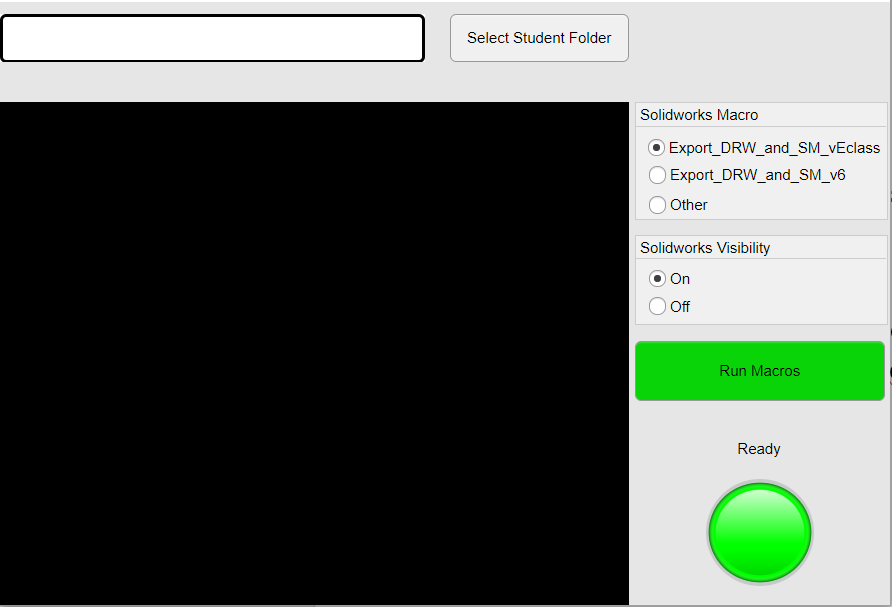 Select Student Folder
Solidworks Macro
Export_DRW_and_SM_vEclass
Export_DRW_and_SM_v6
Other
Solidworks Visibility
On
Off
Run Macros
Ready